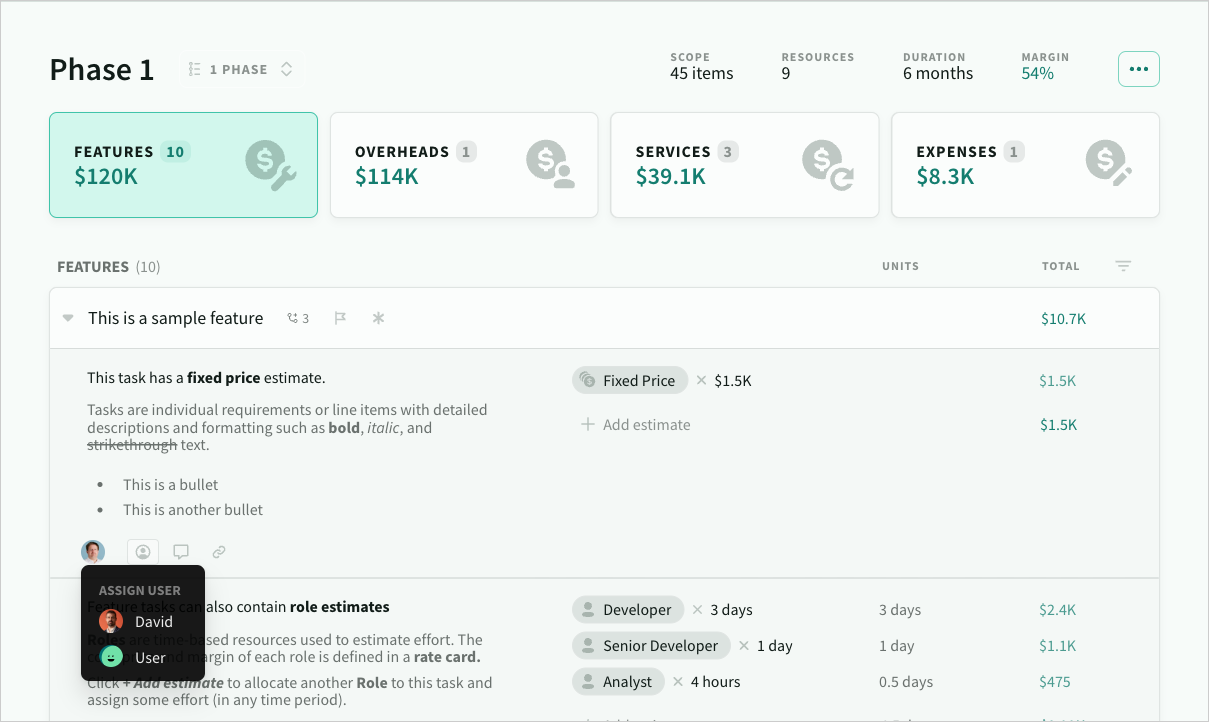 Phase 1
1 PHASE
SCOPE
45 items
RESOURCES
9
DURATION
6 months
MARGIN
54%
FEATURES 10
$120K
OVERHEADS 1
$114K
SERVICES 3
$39.1K
EXPENSES 1
$8.3K
FEATURES (10)
UNITS
TOTAL
This is a sample feature
3
$10.7K
This task has a fixed price estimate.
Fixed Price × $1.5K
$1.5K
Tasks are individual requirements or line items with detailed
descriptions and formatting such as bold, italic, and
strikethrough text.
Add estimate
$1.5K
• This is a bullet
• This is another bullet
ASSIGN USER
David
User
Feature tasks can also contain role estimates
Developer × 3 days
3 days
$2.4K
Roles are time-based resources used to estimate effort. The
margin of each role is defined in a rate card.
Senior Developer × 1 day
1 day
$1.1K
Click + Add estimate to allocate another Role to this task and
assign some effort (in any time period).
Analyst × 4 hours
0.5 days
$475